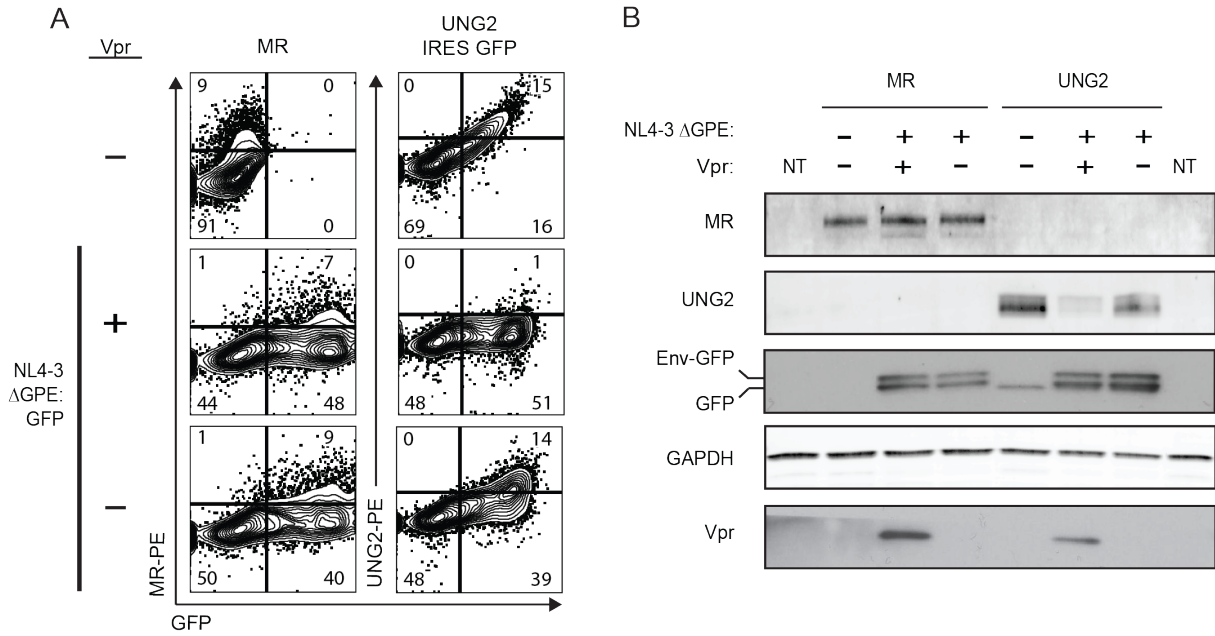 A
Vpr
MR
UNG2
IRES GFP
–
9 0
91 0
0 15
69 16
NL4-3
ΔGPE:
GFP
+
1 7
44 48
0 1
48 51
–
1 9
50 40
0 14
48 39
MR-PE
UNG2-PE
GFP
B
MR UNG2
NL4-3 ΔGPE: – + + – + +
Vpr: NT – + – – + – NT
MR
UNG2
Env-GFP
GFP
GAPDH
Vpr